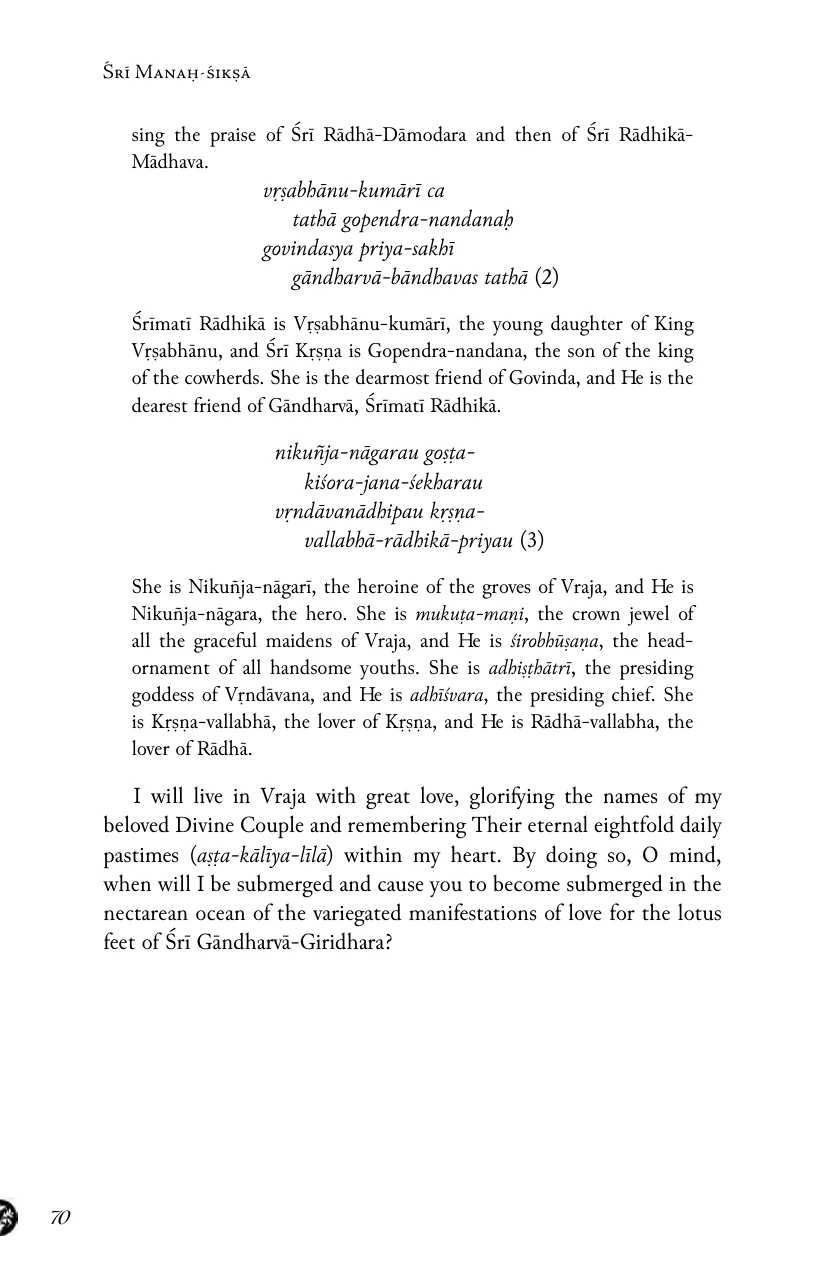 Śrī Manaḥ-śikṣā
sing the praise of Śrī Rādhā-Dāmodara and then of Śrī Rādhikā-
Mādhava.
vṛṣabhānu-kumārī ca
tathā gopendra-nandanaḥ
govindasya priya-sakhī
gāndharvā-bāndhavas tathā (2)
Śrīmatī Rādhikā is Vṛṣabhānu-kumārī, the young daughter of King
Vṛṣabhānu, and Śrī Kṛṣṇa is Gopendra-nandana, the son of the king
of the cowherds. She is the dearmost friend of Govinda, and He is the
dearest friend of Gāndharvā, Śrīmatī Rādhikā.
nikuñja-nāgarau goṣṭa-
kiśora-jana-śekharau
vṛndāvanādhipau kṛṣṇa-
vallabhā-rādhikā-priyau (3)
She is Nikuñja-nāgarī, the heroine of the groves of Vraja, and He is
Nikuñja-nāgara, the hero. She is mukuṭa-maṇi, the crown jewel of
all the graceful maidens of Vraja, and He is śirobhūṣaṇa, the head-
ornament of all handsome youths. She is adhiṣṭhātrī, the presiding
goddess of Vṛndāvana, and He is adhīśvara, the presiding chief. She
is Kṛṣṇa-vallabhā, the lover of Kṛṣṇa, and He is Rādhā-vallabha, the
lover of Rādhā.
I will live in Vraja with great love, glorifying the names of my
beloved Divine Couple and remembering Their eternal eightfold daily
pastimes (aṣṭa-kālīya-līlā) within my heart. By doing so, O mind,
when will I be submerged and cause you to become submerged in the
nectarean ocean of the variegated manifestations of love for the lotus
feet of Śrī Gāndharvā-Giridhara?
70